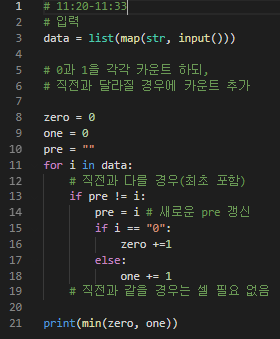 1 # 11:20-11:33
2 # 입력
3 data = list(map(str, input()))
4
5 # 0과 1을 각각 카운트 하되,
6 # 직전과 달라질 경우에 카운트 추가
7
8 zero = 0
9 one = 0
10 pre = ""
11 for i in data:
12     # 직전과 다를 경우(최초 포함)
13     if pre != i:
14         pre = i # 새로운 pre 갱신
15         if i == "0":
16             zero +=1
17         else:
18             one += 1
19     # 직전과 같을 경우는 셀 필요 없음
20
21 print(min(zero, one))